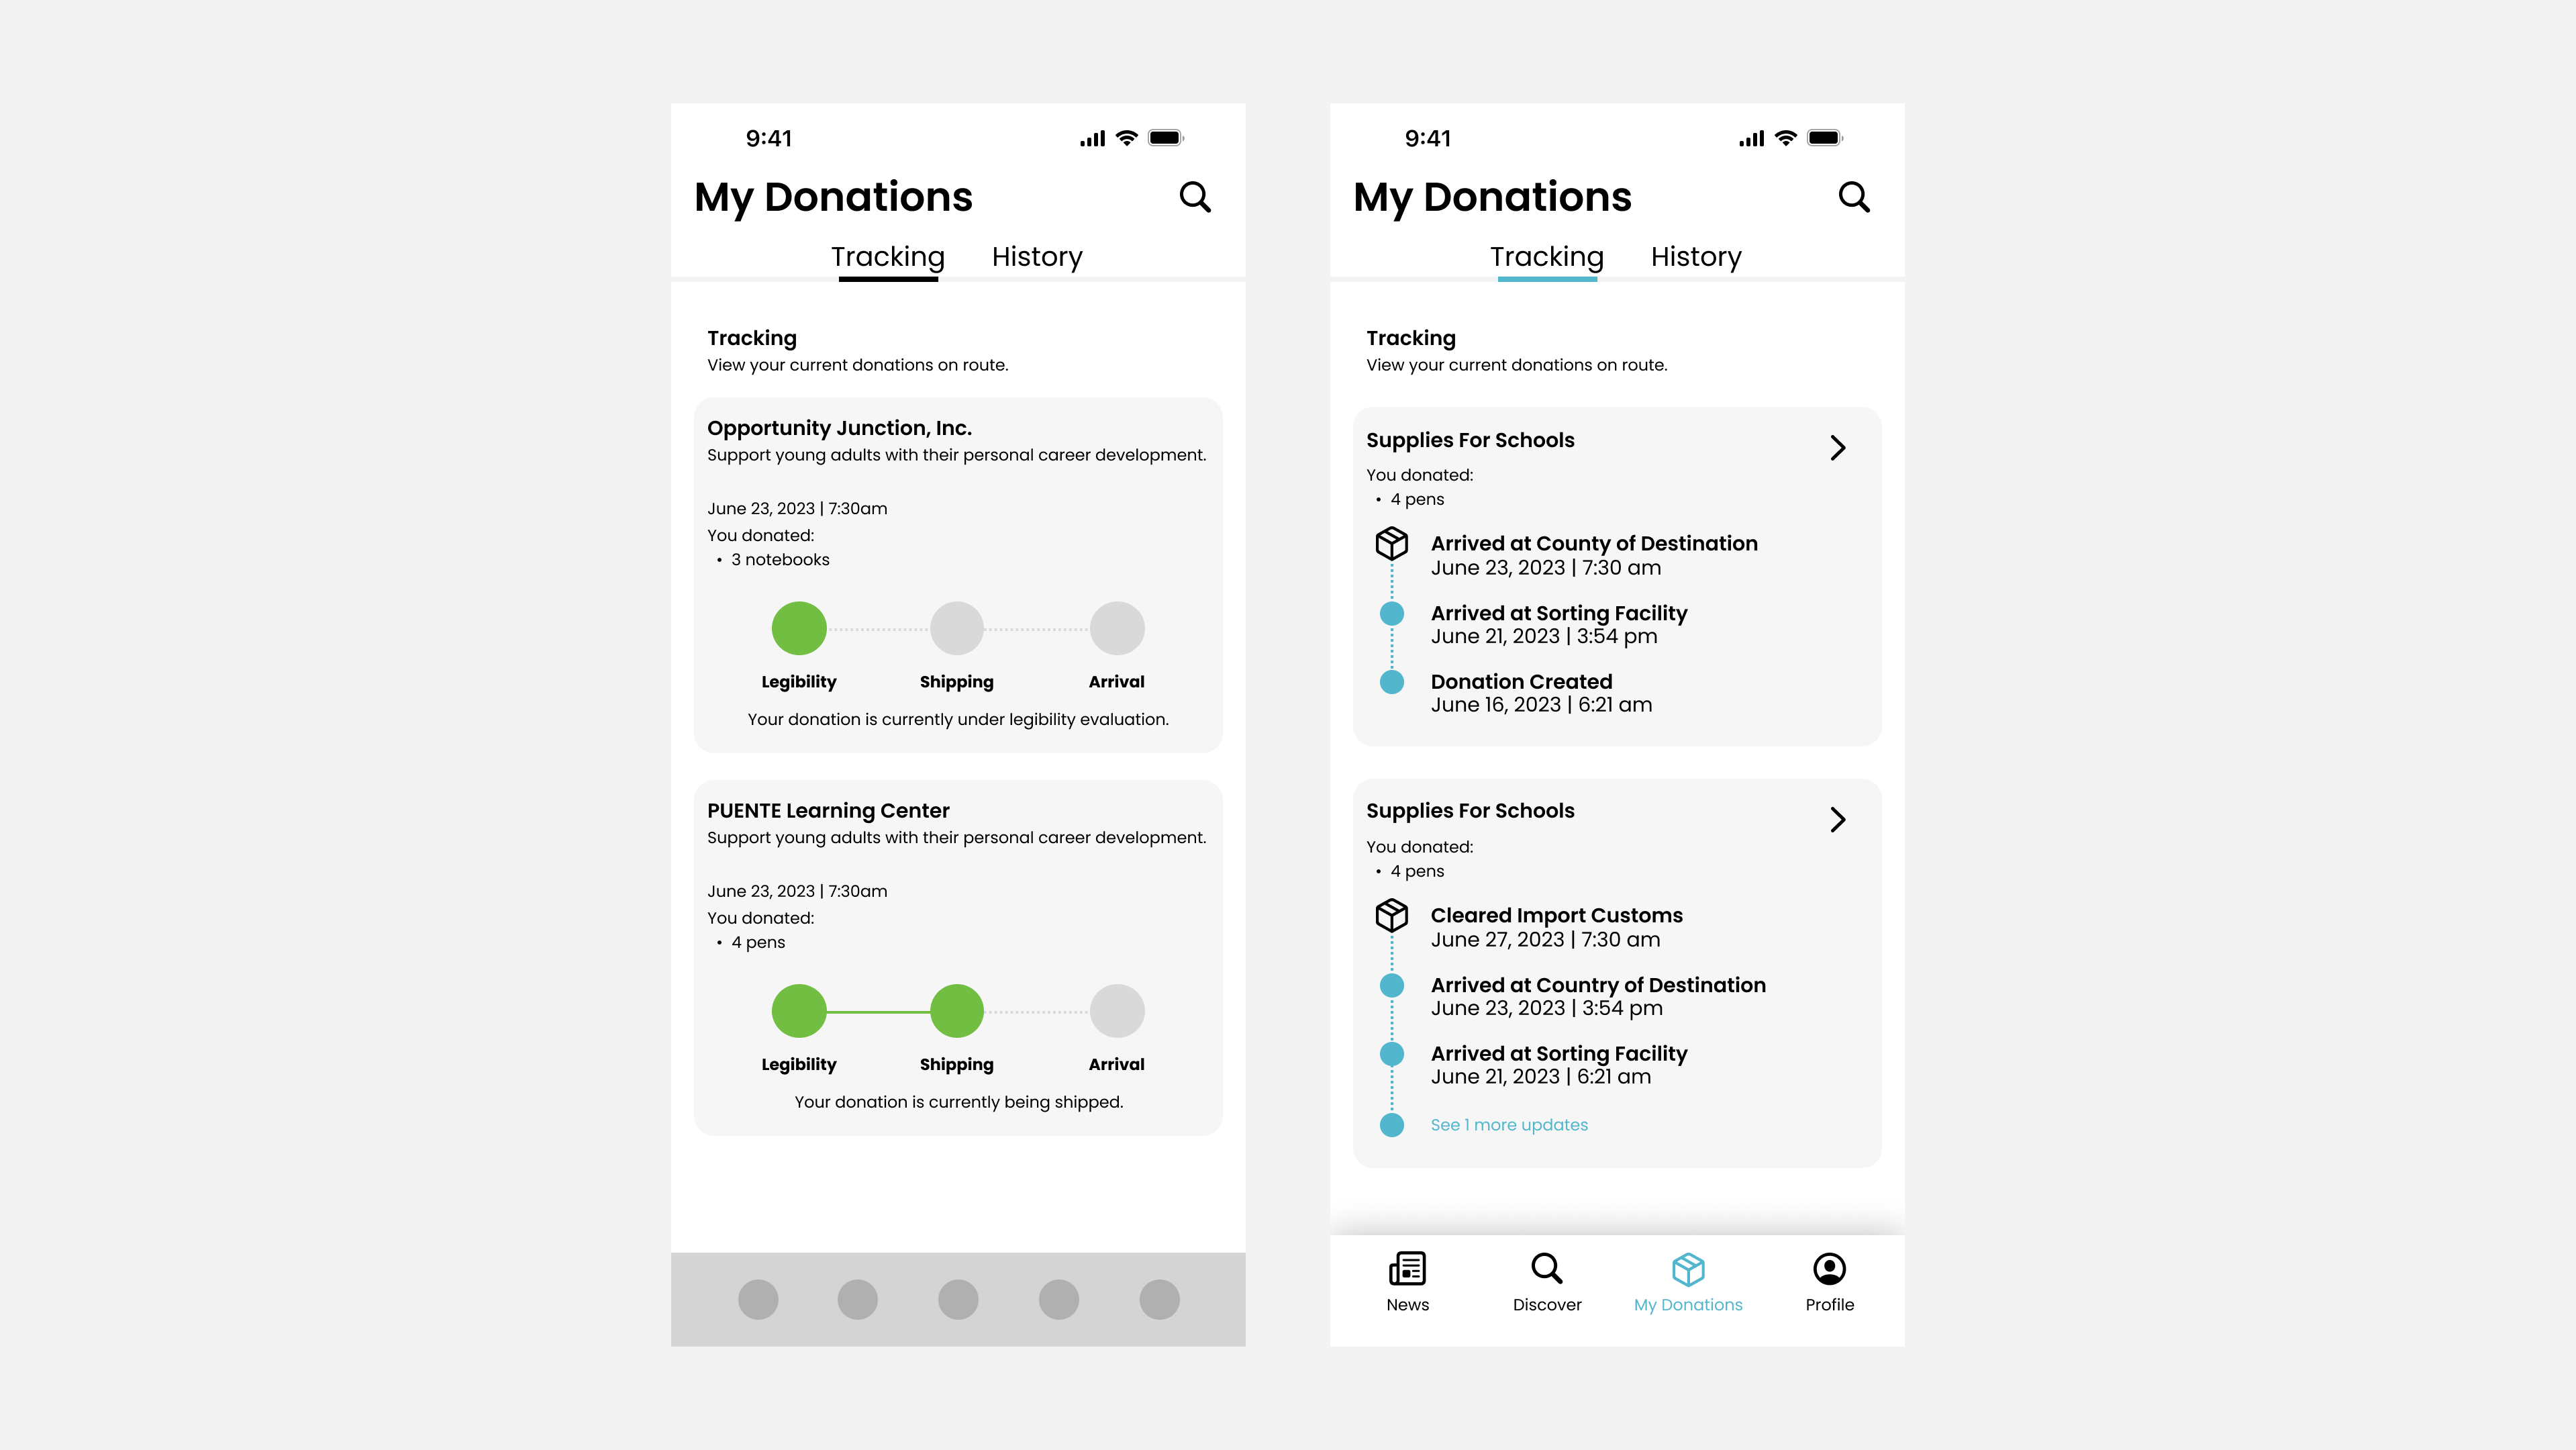 9:41
My Donations
Tracking History
Tracking
View your current donations on route.
Opportunity Junction, Inc.
Support young adults with their personal career development.
June 23, 2023 | 7:30am
You donated:
• 3 notebooks
Legibility Shipping Arrival
Your donation is currently under legibility evaluation.
PUENTE Learning Center
Support young adults with their personal career development.
June 23, 2023 | 7:30am
You donated:
• 4 pens
Legibility Shipping Arrival
Your donation is currently being shipped.
9:41
My Donations
Tracking History
Tracking
View your current donations on route.
Supplies For Schools
You donated:
• 4 pens
Arrived at County of Destination
June 23, 2023 | 7:30 am
Arrived at Sorting Facility
June 21, 2023 | 3:54 pm
Donation Created
June 16, 2023 | 6:21 am
Supplies For Schools
You donated:
• 4 pens
Cleared Import Customs
June 27, 2023 | 7:30 am
Arrived at Country of Destination
June 23, 2023 | 3:54 pm
Arrived at Sorting Facility
June 21, 2023 | 6:21 am
See 1 more updates
News Discover My Donations Profile